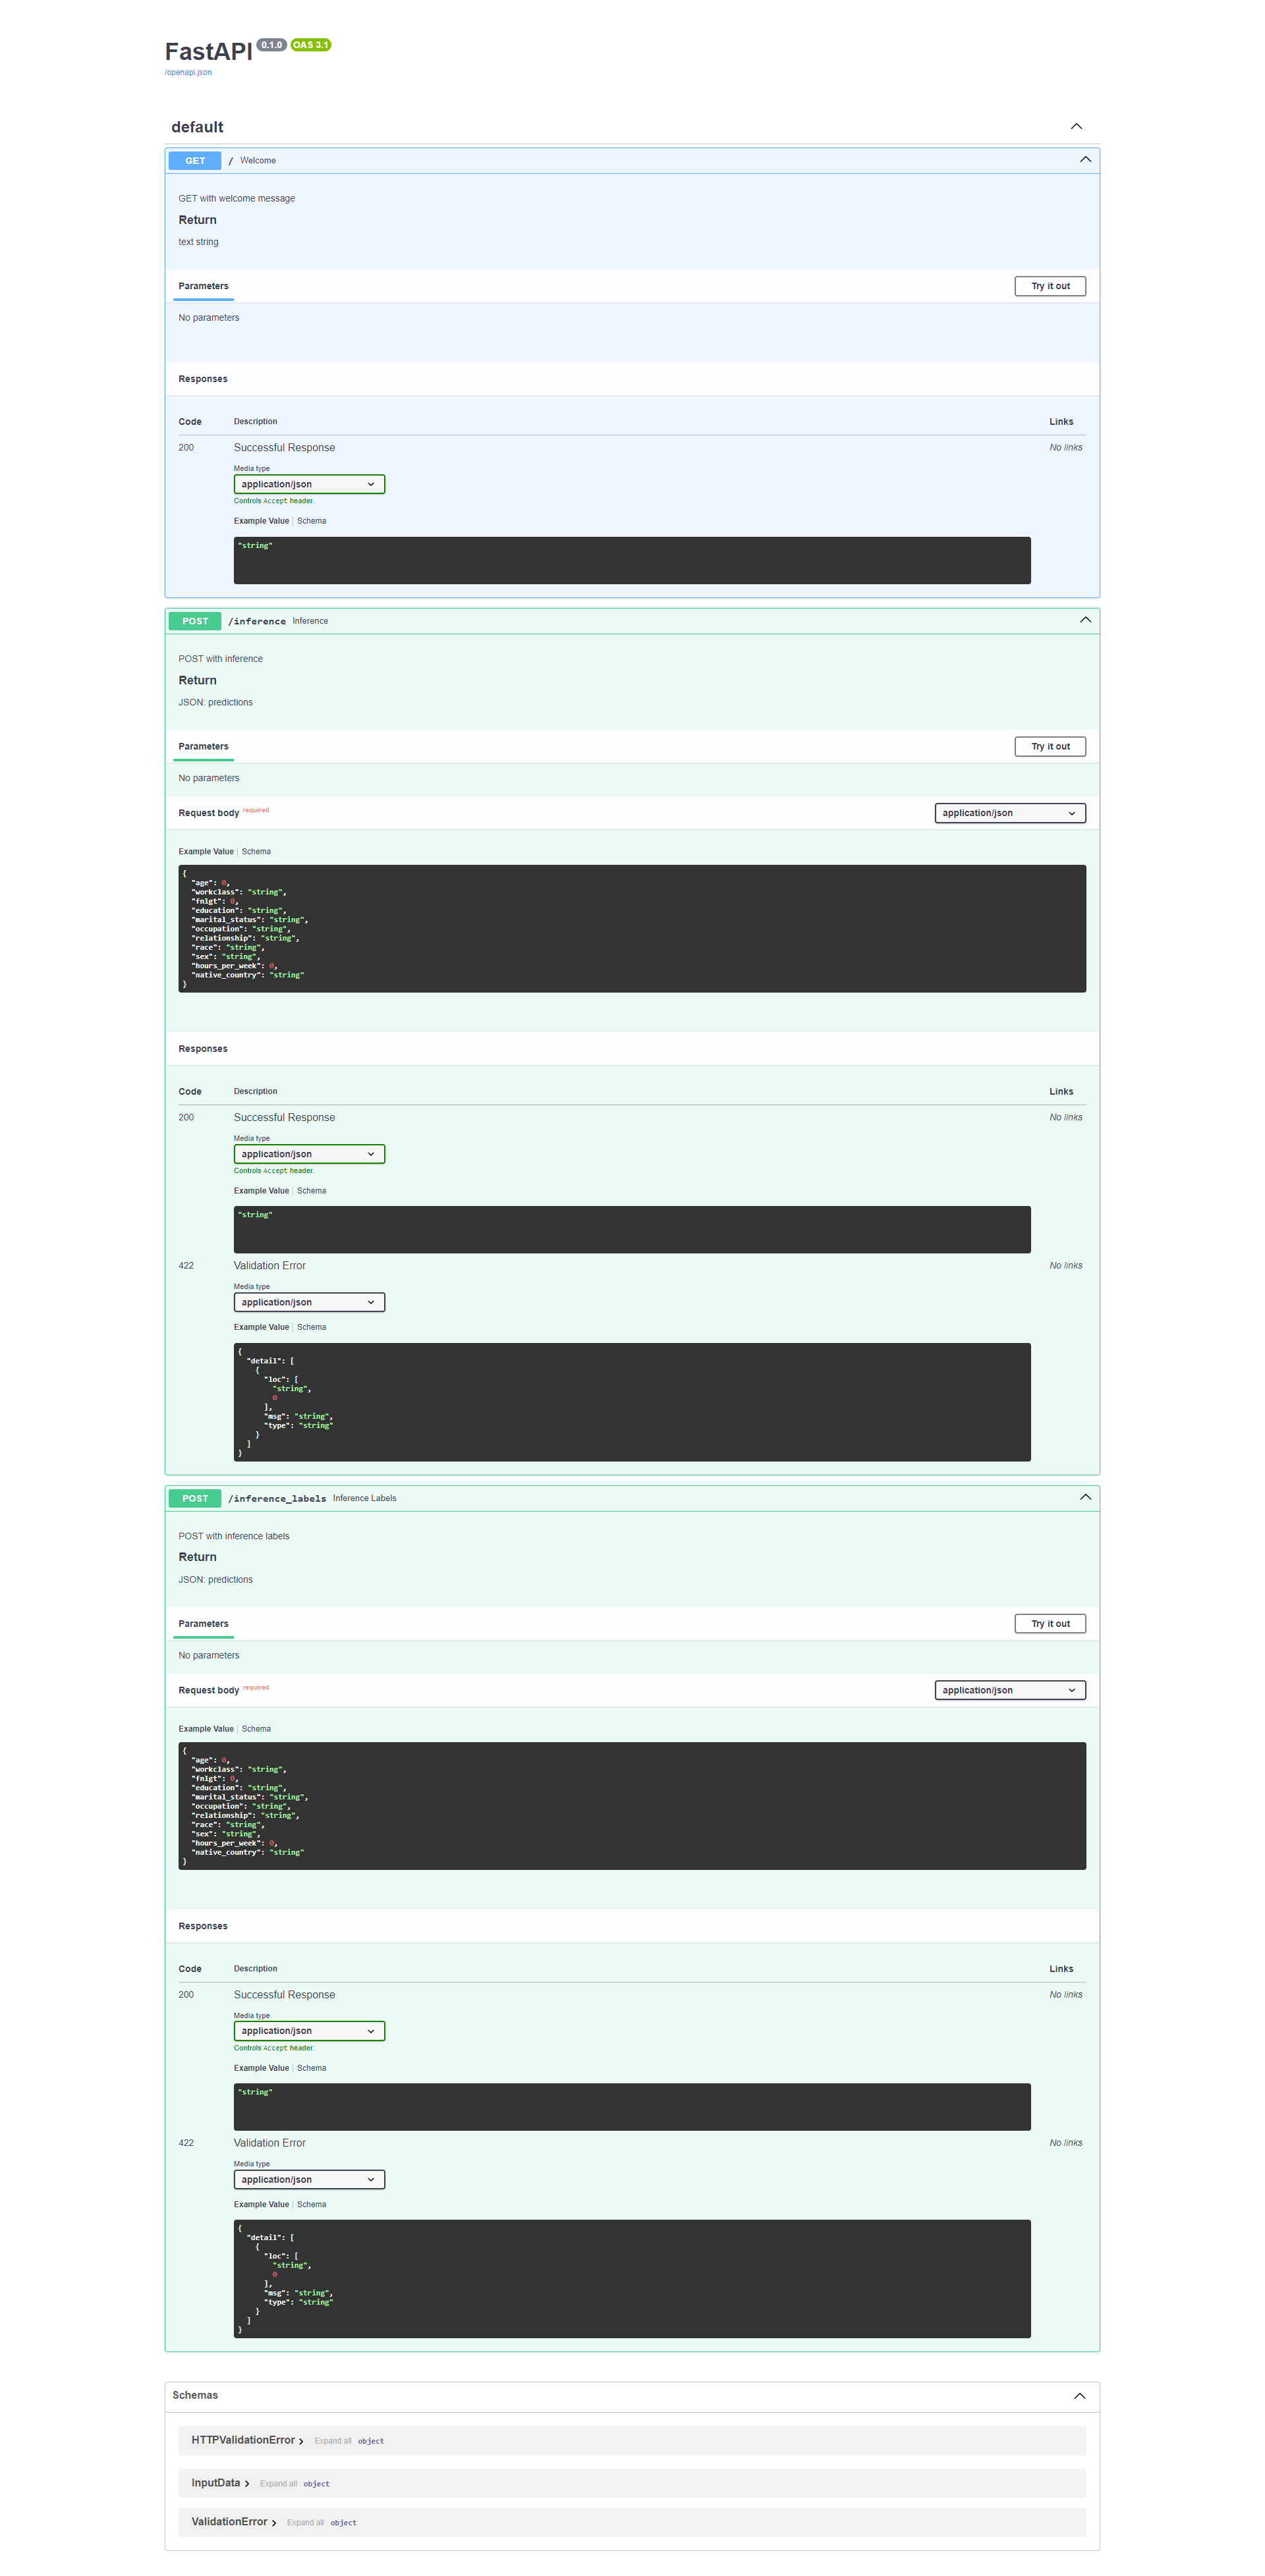 FastAPI 0.1.0 OAS 3.1
/openapi.json
default
GET / Welcome
GET with welcome message
Return
text string
Parameters Try it out
No parameters
Responses
Code Description Links
200 Successful Response No links
Media type
application/json
Controls Accept header.
Example Value Schema
"string"
POST /inference Inference
POST with inference
Return
JSON: predictions
Parameters Try it out
No parameters
Request body required application/json
Example Value Schema
{
"age": 0,
"workclass": "string",
"fnlgt": 0,
"education": "string",
"marital_status": "string",
"occupation": "string",
"relationship": "string",
"race": "string",
"sex": "string",
"hours_per_week": 0,
"native_country": "string"
}
Responses
Code Description Links
200 Successful Response No links
Media type
application/json
Controls Accept header.
Example Value Schema
"string"
422 Validation Error No links
Media type
application/json
Example Value Schema
{
"detail": [
{
"loc": [
"string",
0
],
"msg": "string",
"type": "string"
}
]
}
POST /inference_labels Inference Labels
POST with inference labels
Return
JSON: predictions
Parameters Try it out
No parameters
Request body required application/json
Example Value Schema
{
"age": 0,
"workclass": "string",
"fnlgt": 0,
"education": "string",
"marital_status": "string",
"occupation": "string",
"relationship": "string",
"race": "string",
"sex": "string",
"hours_per_week": 0,
"native_country": "string"
}
Responses
Code Description Links
200 Successful Response No links
Media type
application/json
Controls Accept header.
Example Value Schema
"string"
422 Validation Error No links
Media type
application/json
Example Value Schema
{
"detail": [
{
"loc": [
"string",
0
],
"msg": "string",
"type": "string"
}
]
}
Schemas
HTTPValidationError Expand all object
InputData Expand all object
ValidationError Expand all object